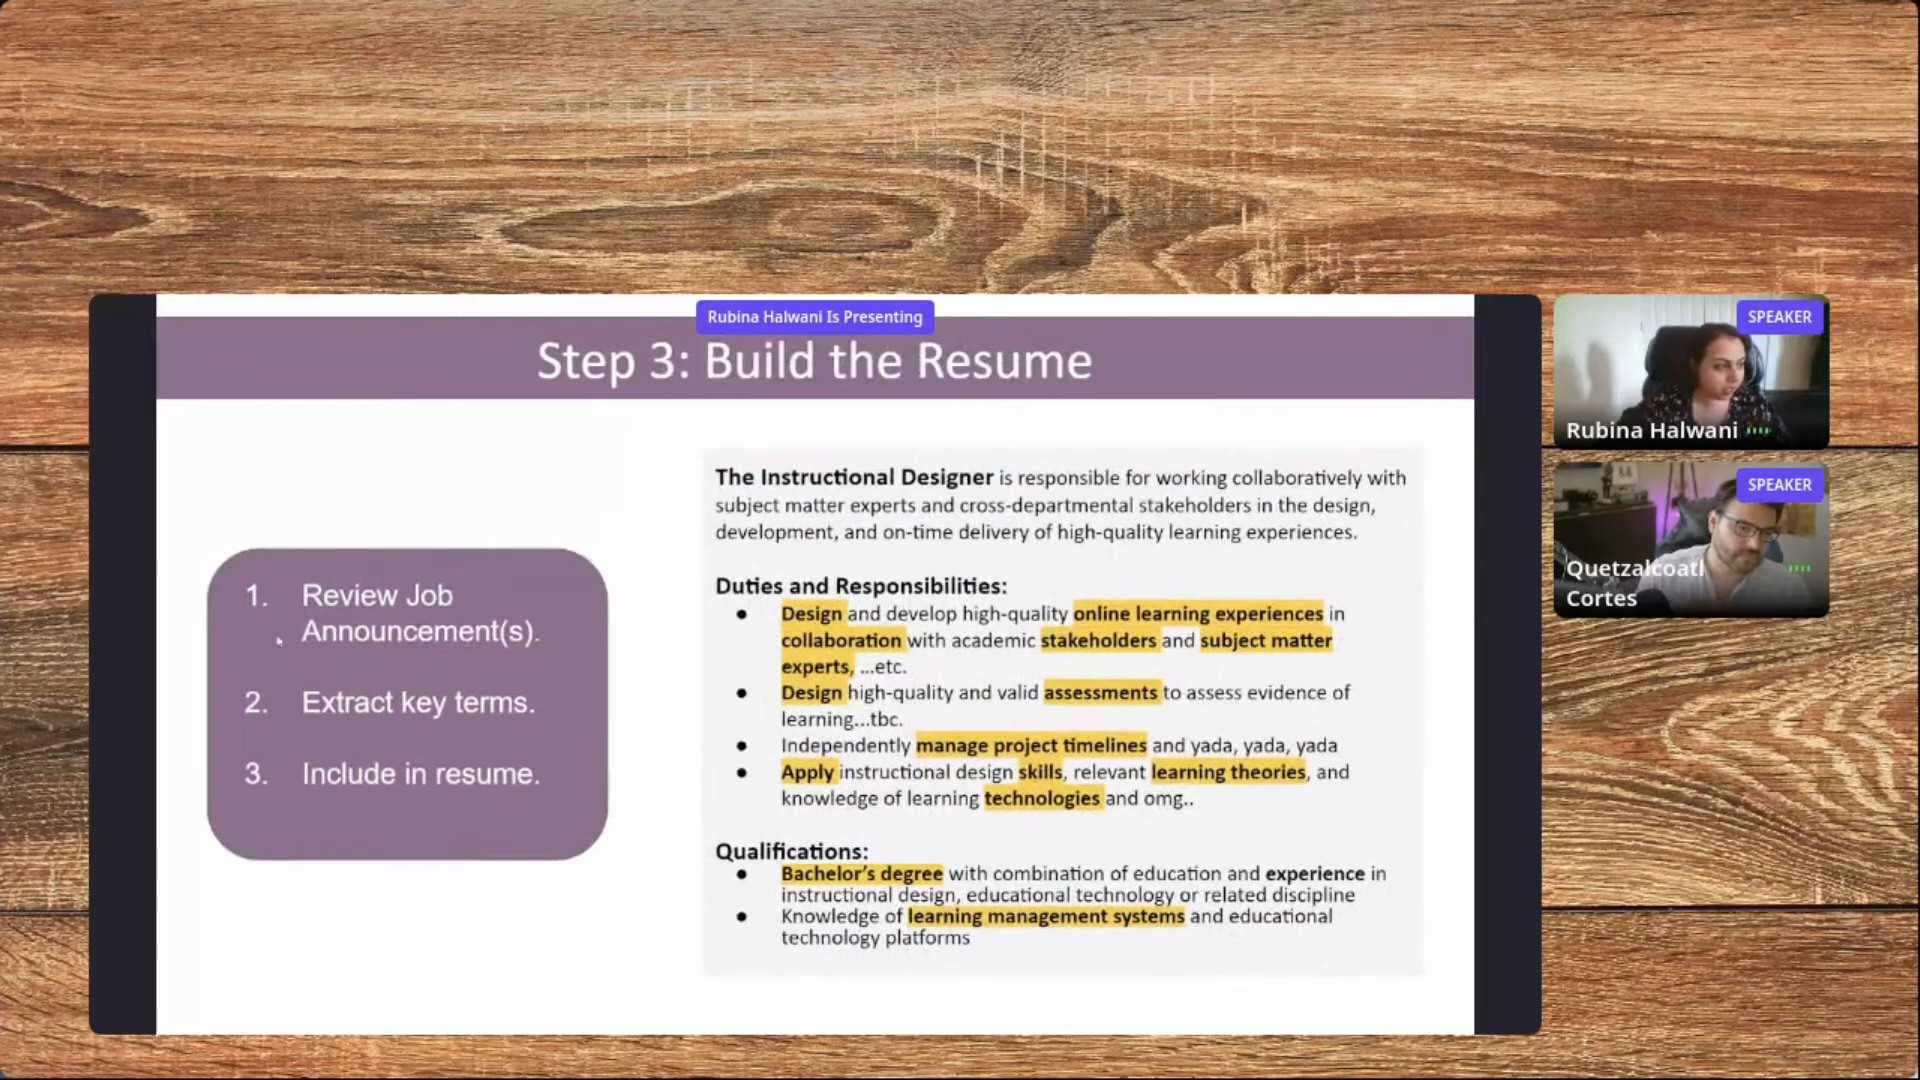 Rubina Halwani Is Presenting
Step 3: Build the Resume
1. Review Job
Announcement(s).
2. Extract key terms.
3. Include in resume.
The Instructional Designer is responsible for working collaboratively with
subject matter experts and cross-departmental stakeholders in the design,
development, and on-time delivery of high-quality learning experiences.
Duties and Responsibilities:
● Design and develop high-quality online learning experiences in
collaboration with academic stakeholders and subject matter
experts, ...etc.
● Design high-quality and valid assessments to assess evidence of
learning...tbc.
● Independently manage project timelines and yada, yada, yada
● Apply instructional design skills, relevant learning theories, and
knowledge of learning technologies and omg..
Qualifications:
● Bachelor's degree with combination of education and experience in
instructional design, educational technology or related discipline
● Knowledge of learning management systems and educational
technology platforms
SPEAKER
Rubina Halwani
SPEAKER
Quetzalcoatl
Cortes